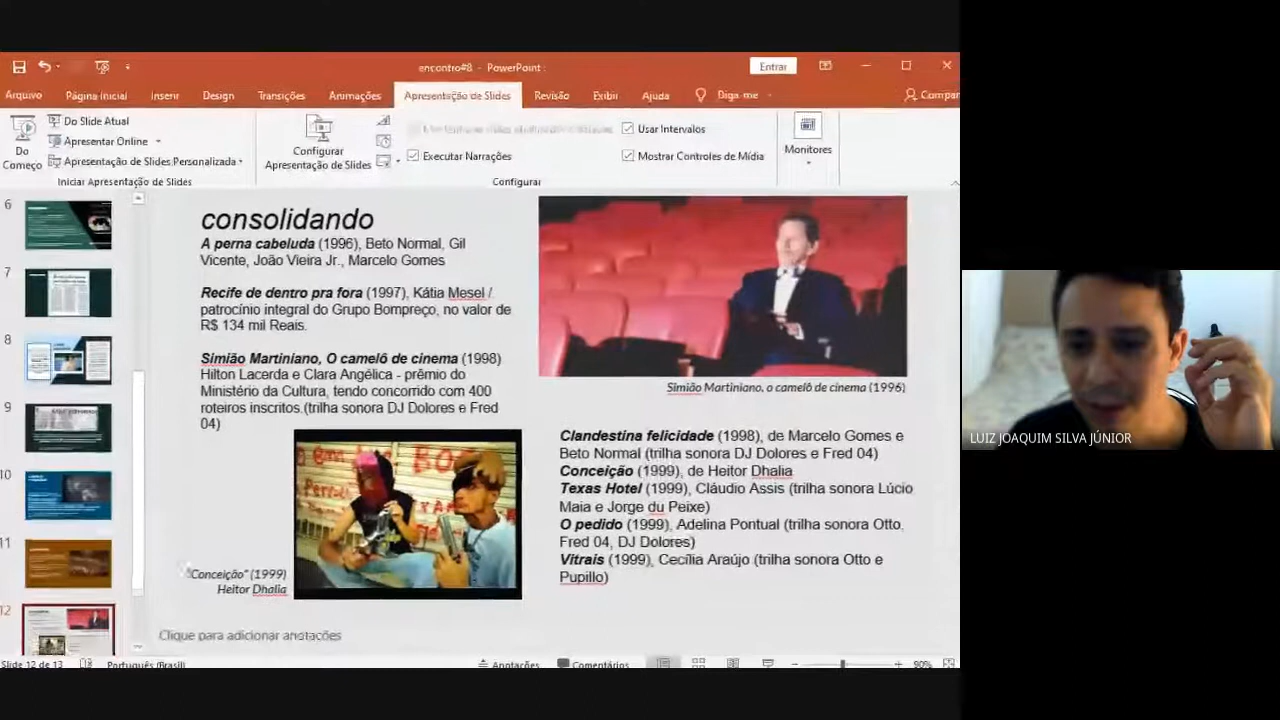 encontro#8 - PowerPoint
Entrar
Arquivo
Página Inicial
Inserir
Design
Transições
Animações
Apresentação de Slides
Revisão
Exibir
Ajuda
Diga-me
Compar
Do Começo
Do Slide Atual
Apresentar Online
Apresentação de Slides Personalizada
Iniciar Apresentação de Slides
Configurar
Apresentação de Slides
Executar Narrações
Usar Intervalos
Mostrar Controles de Mídia
Configurar
Monitores
6
7
8
9
10
11
12
consolidando
A perna cabeluda (1996), Beto Normal, Gil
Vicente, João Vieira Jr., Marcelo Gomes
Recife de dentro pra fora (1997), Kátia Mesel /
patrocínio integral do Grupo Bompreço, no valor de
R$ 134 mil Reais.
Simião Martiniano, O camelô de cinema (1998)
Hilton Lacerda e Clara Angélica - prêmio do
Ministério da Cultura, tendo concorrido com 400
roteiros inscritos.(trilha sonora DJ Dolores e Fred
04)
"Conceição" (1999)
Heitor Dhalia
Simião Martiniano, o camelô de cinema (1996)
Clandestina felicidade (1998), de Marcelo Gomes e
Beto Normal (trilha sonora DJ Dolores e Fred 04)
Conceição (1999), de Heitor Dhalia
Texas Hotel (1999), Cláudio Assis (trilha sonora Lúcio
Maia e Jorge du Peixe)
O pedido (1999), Adelina Pontual (trilha sonora Otto,
Fred 04, DJ Dolores)
Vitrais (1999), Cecília Araújo (trilha sonora Otto e
Pupillo)
Clique para adicionar anotações
Slide 12 de 13
Português (Brasil)
Anotações
Comentários
90%
LUIZ JOAQUIM SILVA JÚNIOR